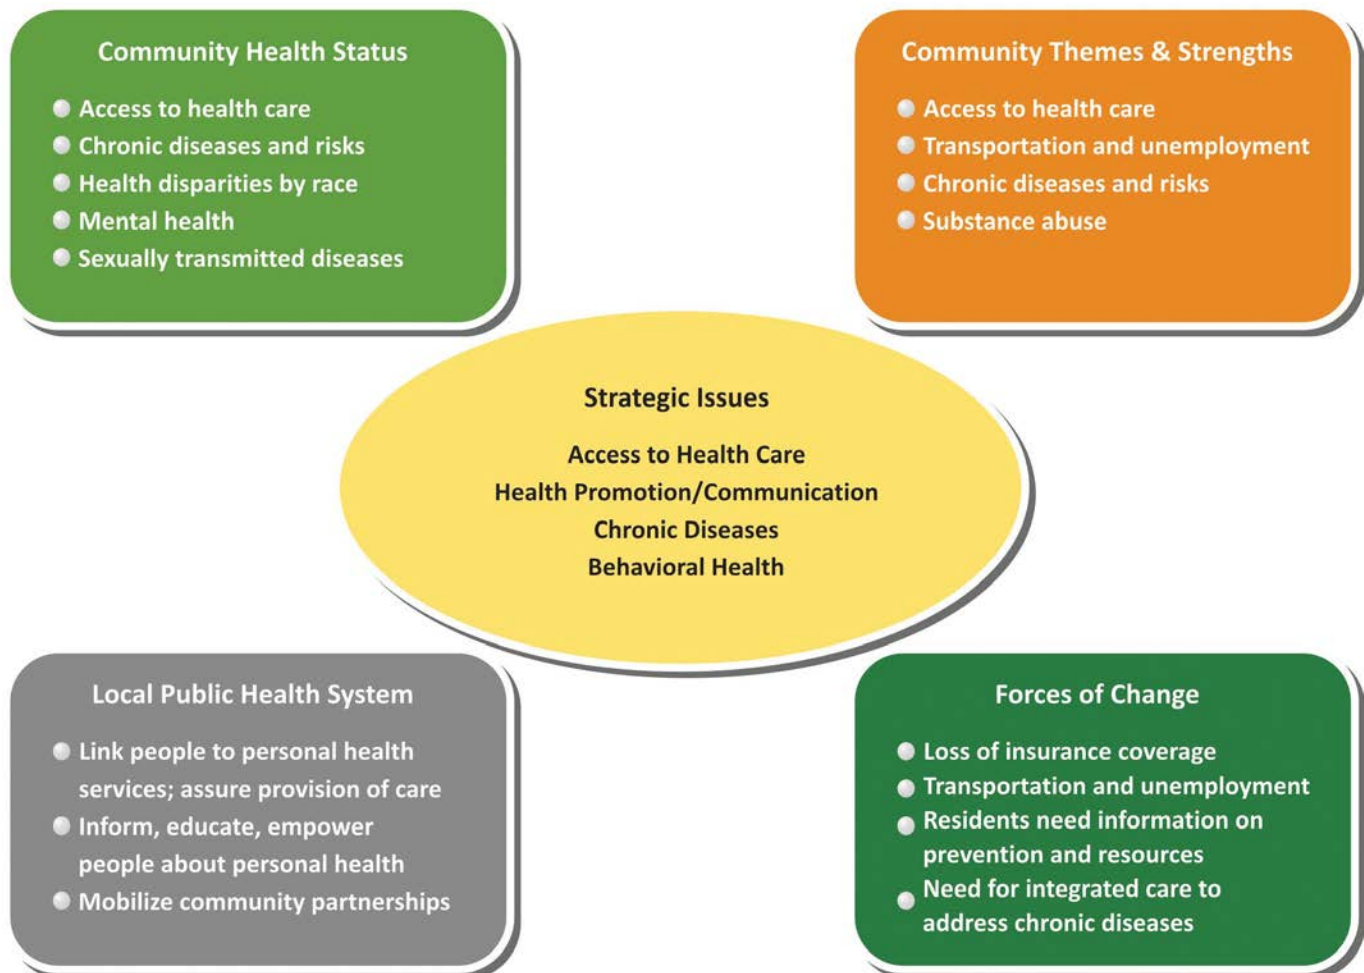 Community Health Status
Access to health care
Chronic diseases and risks
Health disparities by race
Mental health
Sexually transmitted diseases
Community Themes & Strengths
Access to health care
Transportation and unemployment
Chronic diseases and risks
Substance abuse
Strategic Issues
Access to Health Care
Health Promotion/Communication
Chronic Diseases
Behavioral Health
Local Public Health System
Link people to personal health
services; assure provision of care
Inform, educate, empower
people about personal health
Mobilize community partnerships
Forces of Change
Loss of insurance coverage
Transportation and unemployment
Residents need information on
prevention and resources
Need for integrated care to
address chronic diseases